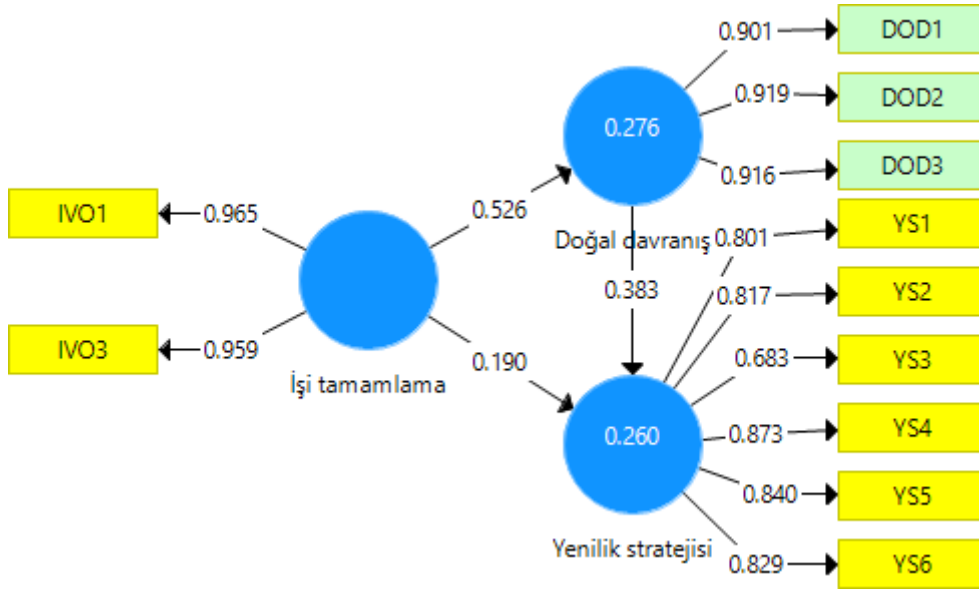 0.901
DOD1
0.919
DOD2
0.276
0.916
DOD3
IVO1
0.965
0.526
Doğal davranış
0.801
YS1
0.383
0.817
YS2
IVO3
0.959
0.190
0.683
YS3
İşi tamamlama
0.260
0.873
YS4
0.840
YS5
Yenilik stratejisi
0.829
YS6